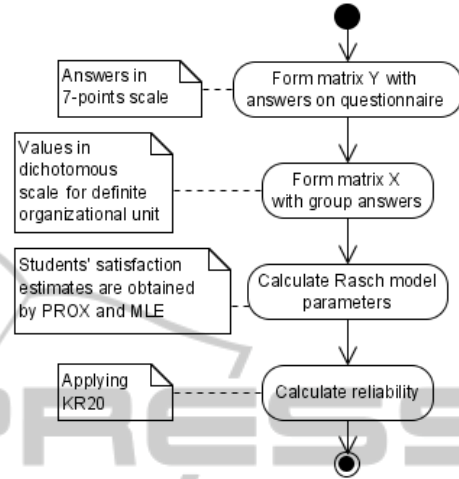 Answers in
7-points scale
Form matrix Y with
answers on questionnaire
Values in
dichotomous
scale for definite
organizational unit
Form matrix X
with group answers
Students' satisfaction
estimates are obtained
by PROX and MLE
Calculate Rasch model
parameters
Applying
KR20
Calculate reliability
PRESS